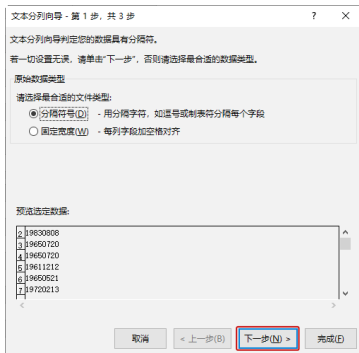 文本分列向导 - 第 1 步，共 3 步 ? ×
文本分列向导判定您的数据具有分隔符。
若一切设置无误，请单击“下一步”，否则请选择最合适的数据类型。
原始数据类型
请选择最合适的文件类型:
分隔符号(D) - 用分隔字符，如逗号或制表符分隔每个字段
固定宽度(W) - 每列字段加空格对齐
预览选定数据:
2 19830808
3 19650720
4 19650720
5 19611212
6 19650521
7 19720213
取消 < 上一步(B) 下一步(N) > 完成(F)